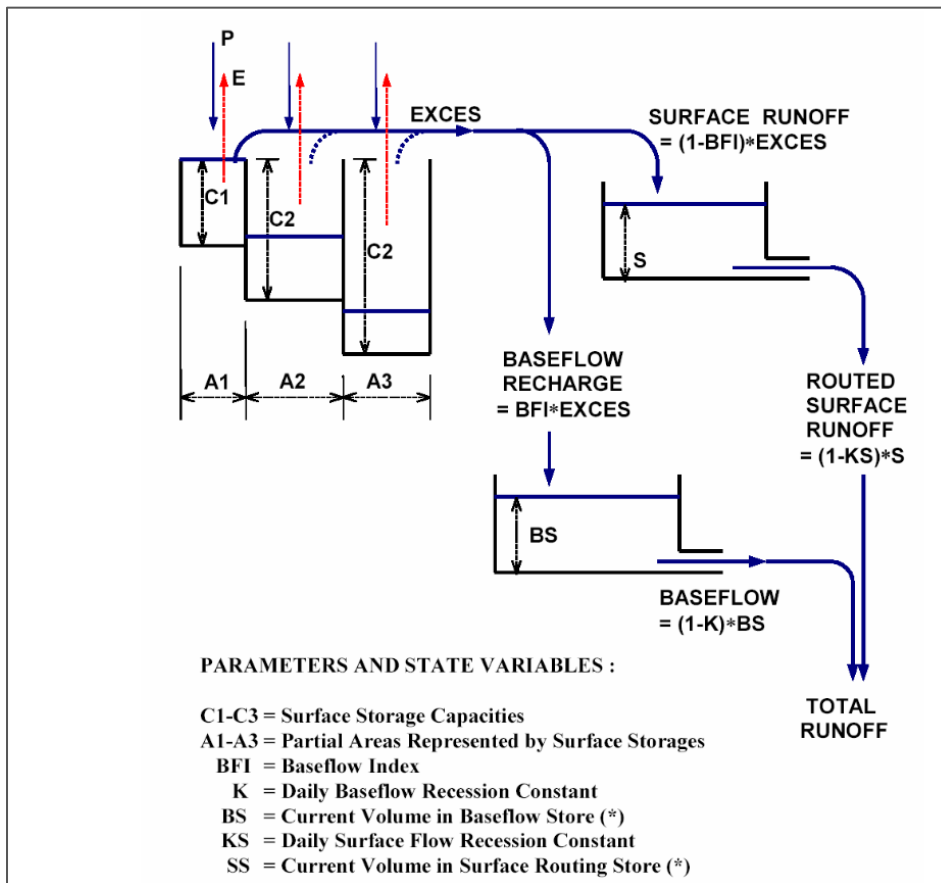 P
E
EXCES
SURFACE RUNOFF
= (1-BFI)*EXCES
C1
C2
C2
S
A1
A2
A3
BASEFLOW
RECHARGE
= BFI*EXCES
ROUTED
SURFACE
RUNOFF
= (1-KS)*S
BS
BASEFLOW
= (1-K)*BS
TOTAL
RUNOFF
PARAMETERS AND STATE VARIABLES :
C1-C3 = Surface Storage Capacities
A1-A3 = Partial Areas Represented by Surface Storages
BFI = Baseflow Index
K = Daily Baseflow Recession Constant
BS = Current Volume in Baseflow Store (*)
KS = Daily Surface Flow Recession Constant
SS = Current Volume in Surface Routing Store (*)